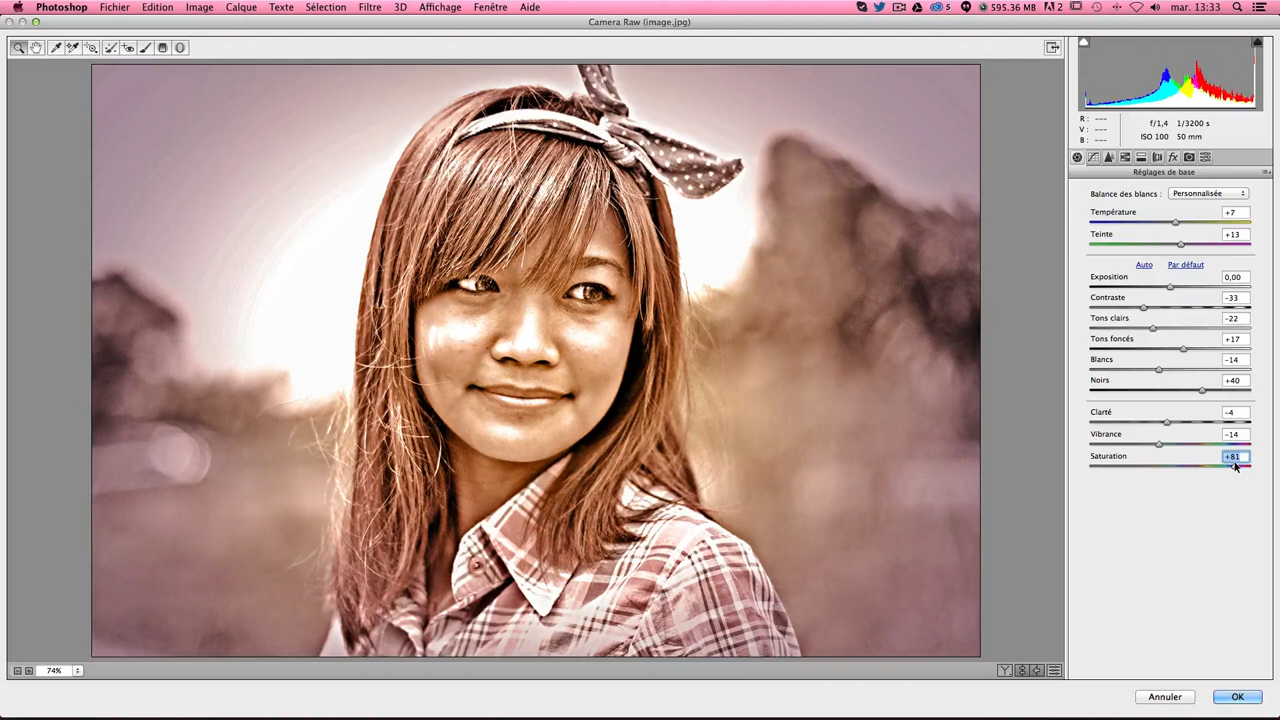 Photoshop Fichier Edition Image Calque Texte Sélection Filtre 3D Affichage Fenêtre Aide 5 595.36 MB 2 mar. 13:33
Camera Raw (image.jpg)
R : ---
V : ---
B : ---
f/1,4 1/3200 s
ISO 100 50 mm
fx
Réglages de base
Balance des blancs : Personnalisée
Température +7
Teinte +13
Auto Par défaut
Exposition 0,00
Contraste -33
Tons clairs -22
Tons foncés +17
Blancs -14
Noirs +40
Clarté -4
Vibrance -14
Saturation +81
74%
Y
Annuler OK